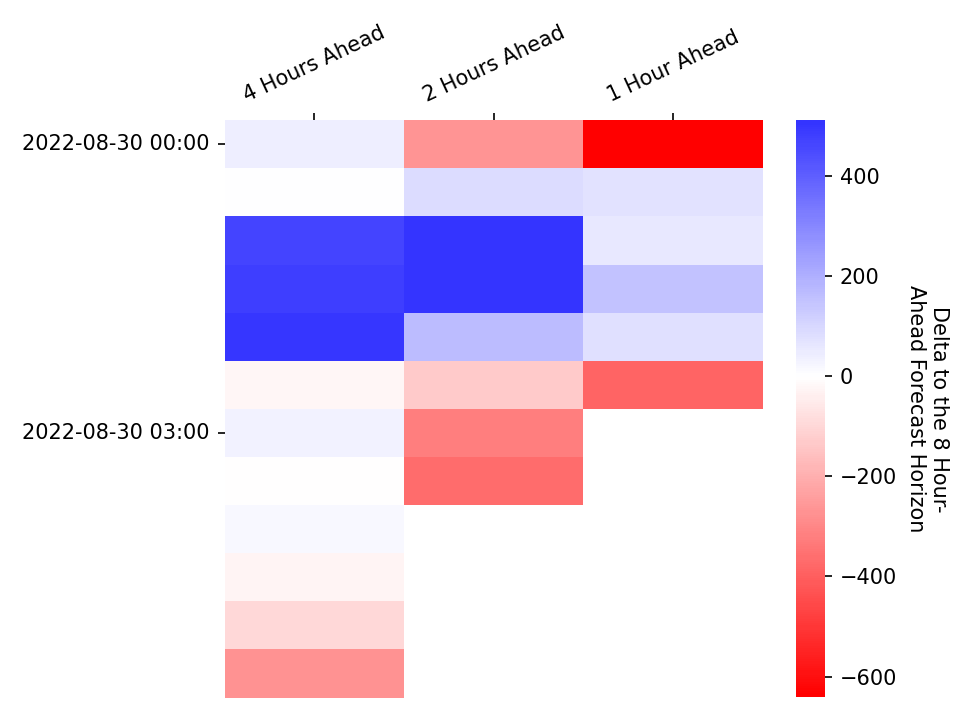 4 Hours Ahead
2 Hours Ahead
1 Hour Ahead
2022-08-30 00:00
2022-08-30 03:00
400
200
0
−200
−400
−600
Delta to the 8 Hour-
Ahead Forecast Horizon